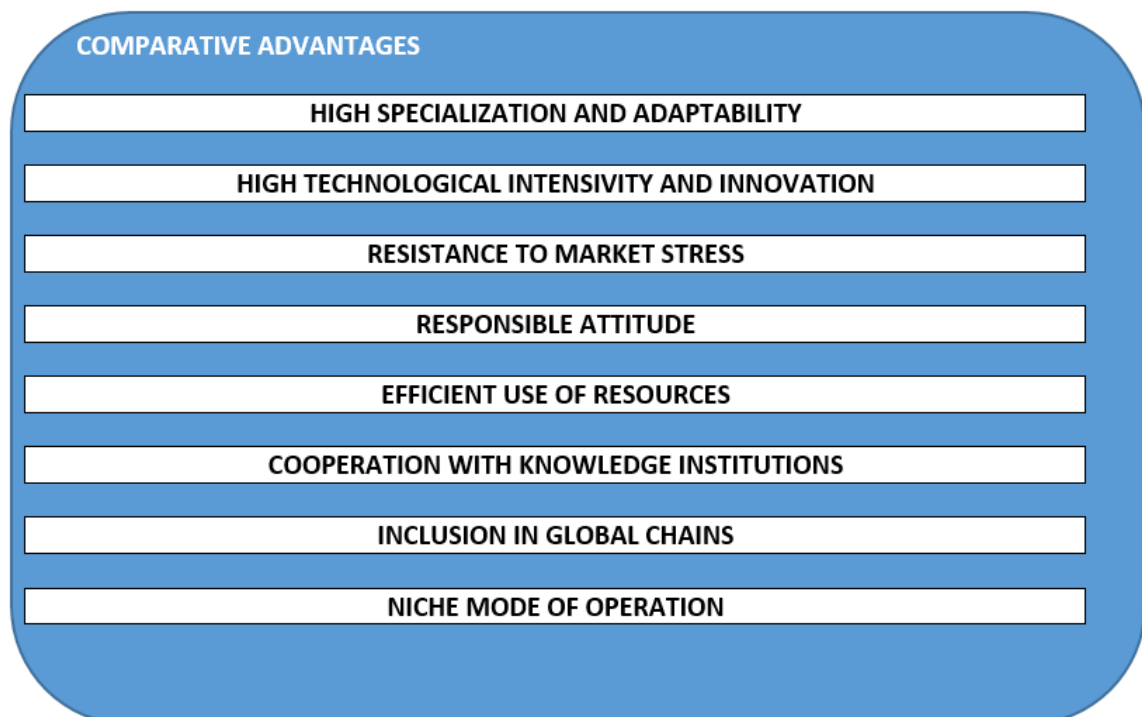 COMPARATIVE ADVANTAGES
HIGH SPECIALIZATION AND ADAPTABILITY
HIGH TECHNOLOGICAL INTENSIVITY AND INNOVATION
RESISTANCE TO MARKET STRESS
RESPONSIBLE ATTITUDE
EFFICIENT USE OF RESOURCES
COOPERATION WITH KNOWLEDGE INSTITUTIONS
INCLUSION IN GLOBAL CHAINS
NICHE MODE OF OPERATION